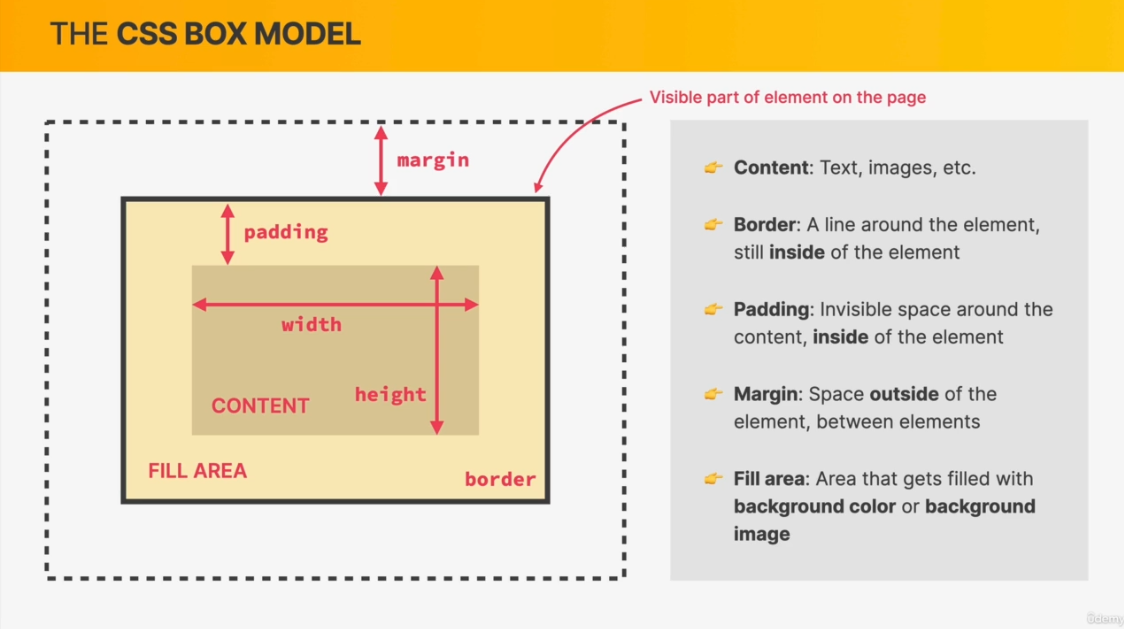 THE CSS BOX MODEL
Visible part of element on the page
margin
padding
width
height
CONTENT
FILL AREA
border
👉 Content: Text, images, etc.
👉 Border: A line around the element,
still inside of the element
👉 Padding: Invisible space around the
content, inside of the element
👉 Margin: Space outside of the
element, between elements
👉 Fill area: Area that gets filled with
background color or background
image
ûdemy